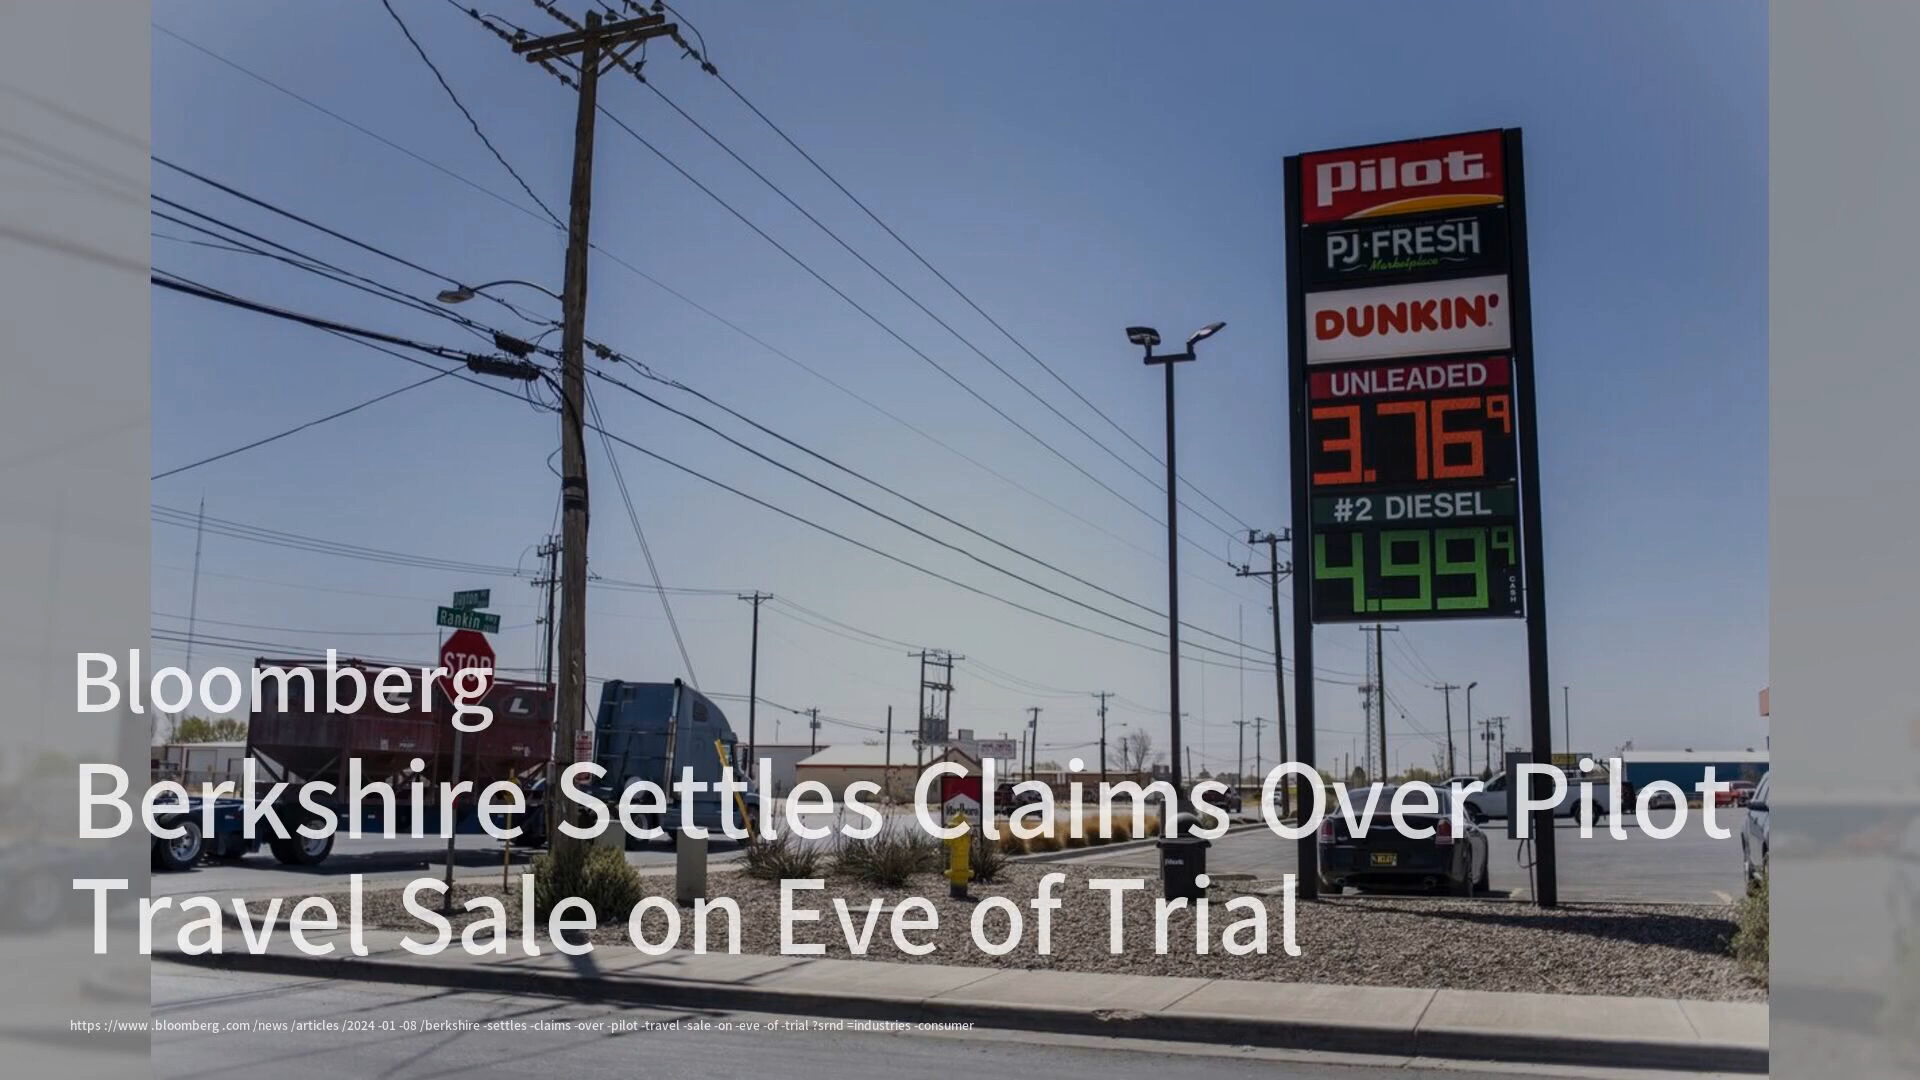 Pilot
PJ·FRESH
Marketplace
DUNKIN'
UNLEADED
3.76 9
#2 DIESEL
4.99 9
CASH
Rankin HWY
STOP
L
Marlboro
Bloomberg
Berkshire Settles Claims Over Pilot
Travel Sale on Eve of Trial
https://www.bloomberg.com/news/articles/2024-01-08/berkshire-settles-claims-over-pilot-travel-sale-on-eve-of-trial?srnd=industries-consumer